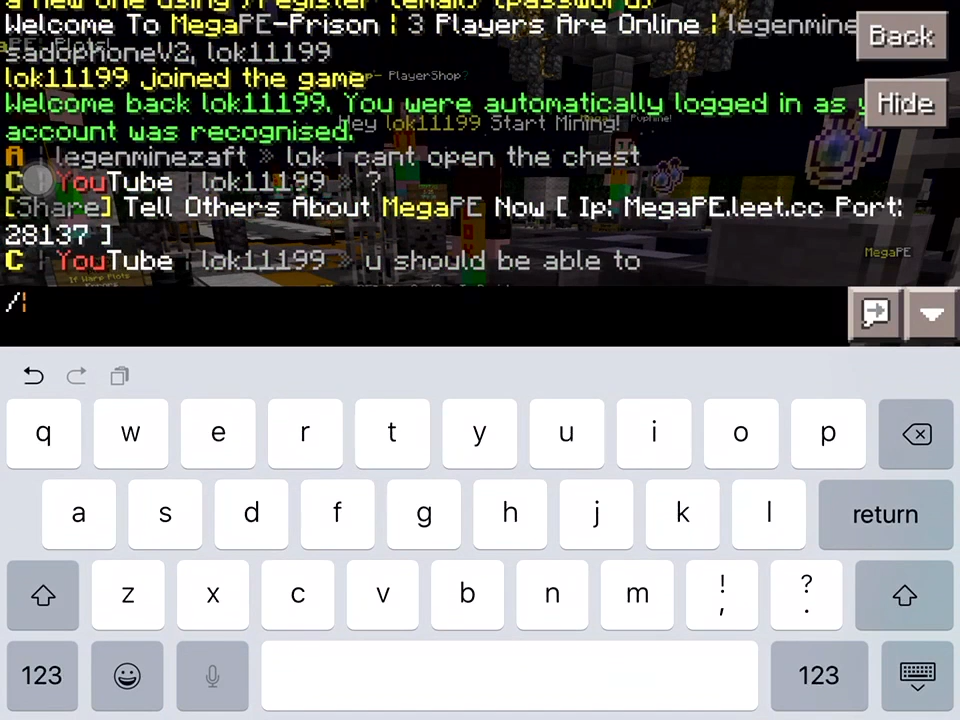 a new one using /register (email) (password)
Welcome To MegaPE-Prison | 3 Players Are Online | legenmine
sadophoneV2, lok11199
lok11199 joined the game
PlayerShop?
Welcome back lok11199. You were automatically logged in as y
account was recognised.
Hey lok11199 Start Mining!
A | legenminezaft » lok i cant open the chest
C | YouTube | lok11199 » ?
[Share] Tell Others About MegaPE Now [ Ip: MegaPE.leet.cc Port:
28137 ]
C | YouTube | lok11199 » u should be able to
MegaPE
Back
Hide
/
q w e r t y u i o p
a s d f g h j k l return
z x c v b n m ! , ? .
123 123